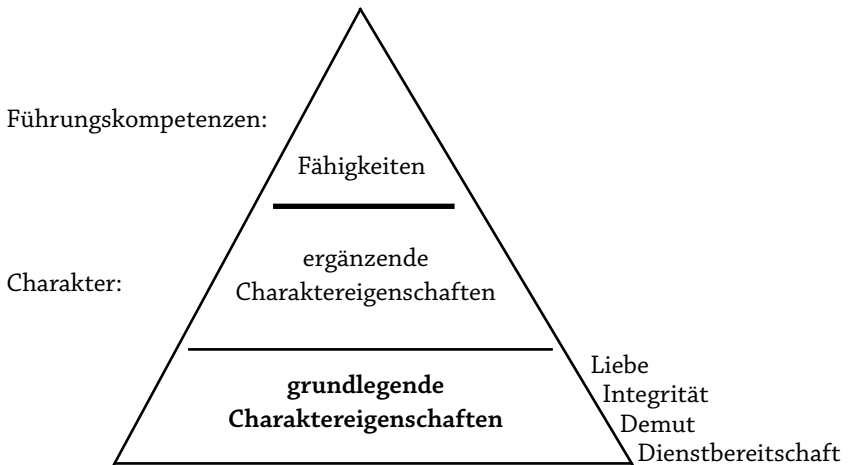 Führungskompetenzen:
Fähigkeiten
ergänzende
Charakter:
Charaktereigenschaften
grundlegende
Charaktereigenschaften
Liebe
Integrität
Demut
Dienstbereitschaft